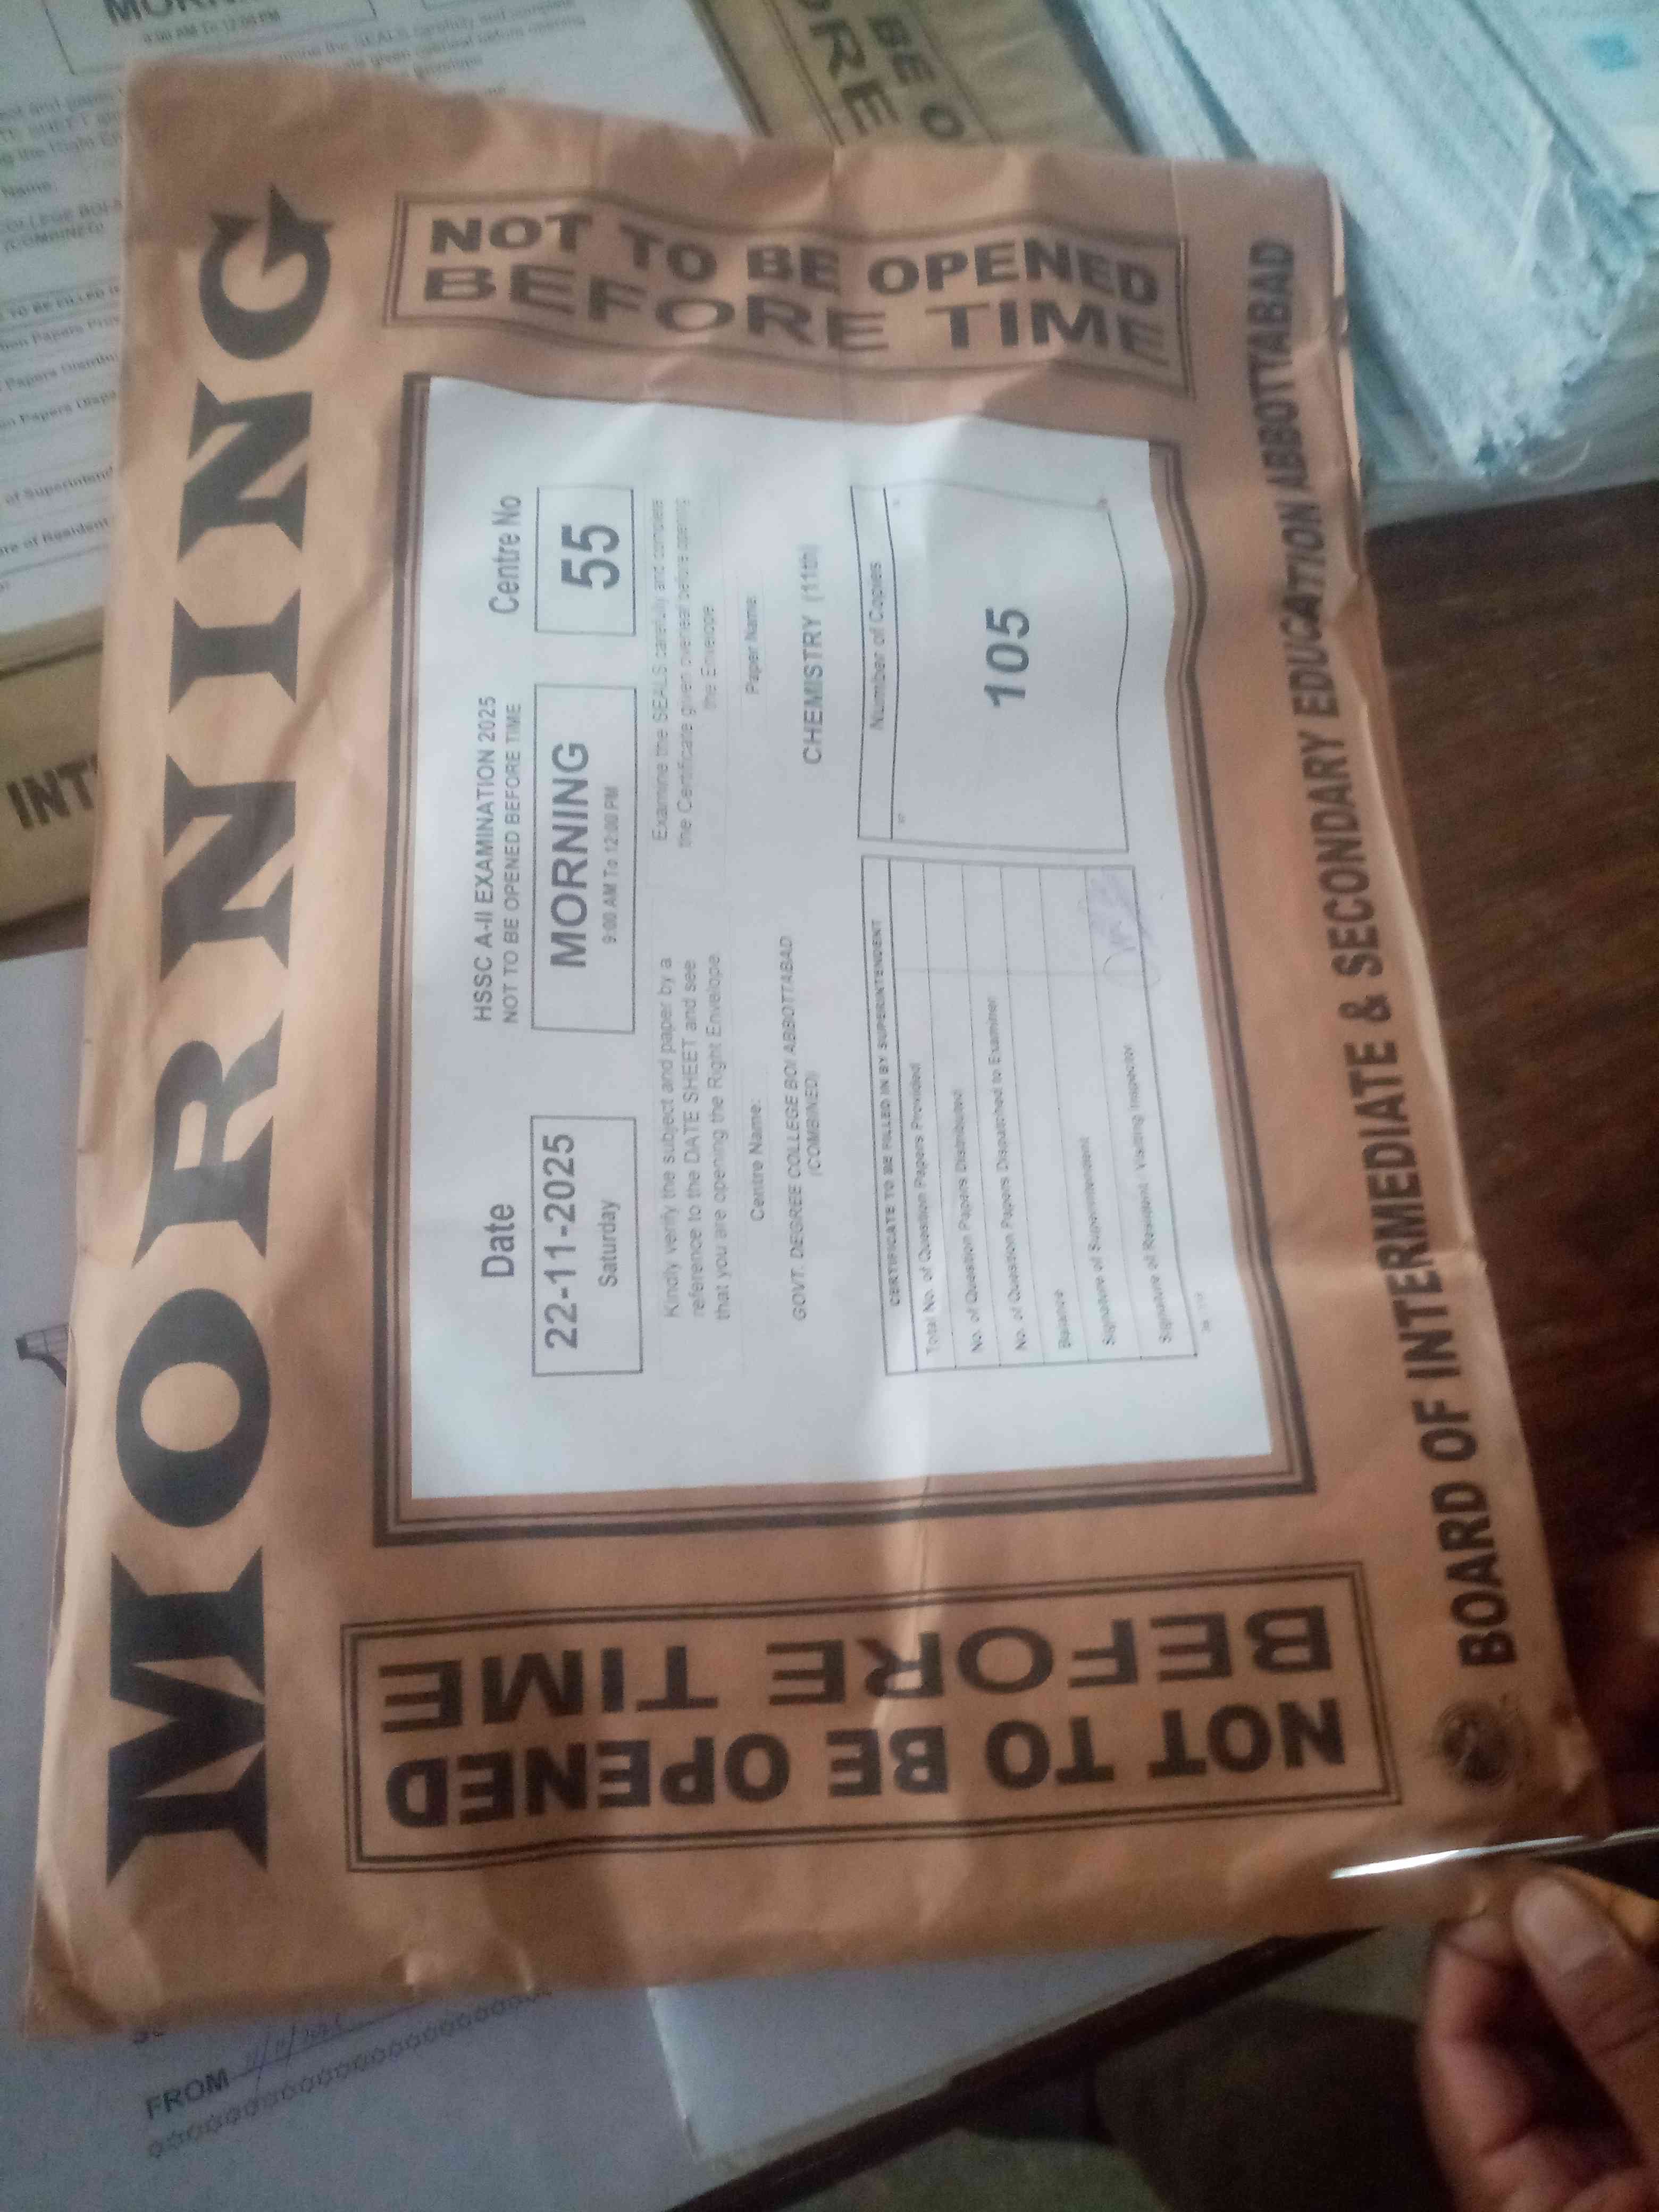 MORNING
NOT TO BE OPENED
BEFORE TIME
HSSC A-II EXAMINATION 2025
NOT TO BE OPENED BEFORE TIME
Date
22-11-2025
Saturday
MORNING
9:00 AM To 12:00 PM
Centre No
55
Kindly verify the subject and paper by a
reference to the DATE SHEET and see
that you are opening the Right Envelope
Examine the SEALS carefully and complete
the Certificate given overleaf before opening
the Envelope
Centre Name:
GOVT. DEGREE COLLEGE BOI ABBOTTABAD
(COMBINED)
Paper Name
CHEMISTRY (11th)
CERTIFICATE TO BE FILLED IN BY SUPERINTENDENT
Total No. of Question Papers Provided
No. of Question Papers Distributed
No. of Question Papers Dispatched to Examiner
Balance
Signature of Superintendent
Signature of Resident Visiting Inspector
Number of Copies
105
NOT TO BE OPENED
BEFORE TIME
BOARD OF INTERMEDIATE & SECONDARY EDUCATION ABBOTTABAD
FROM